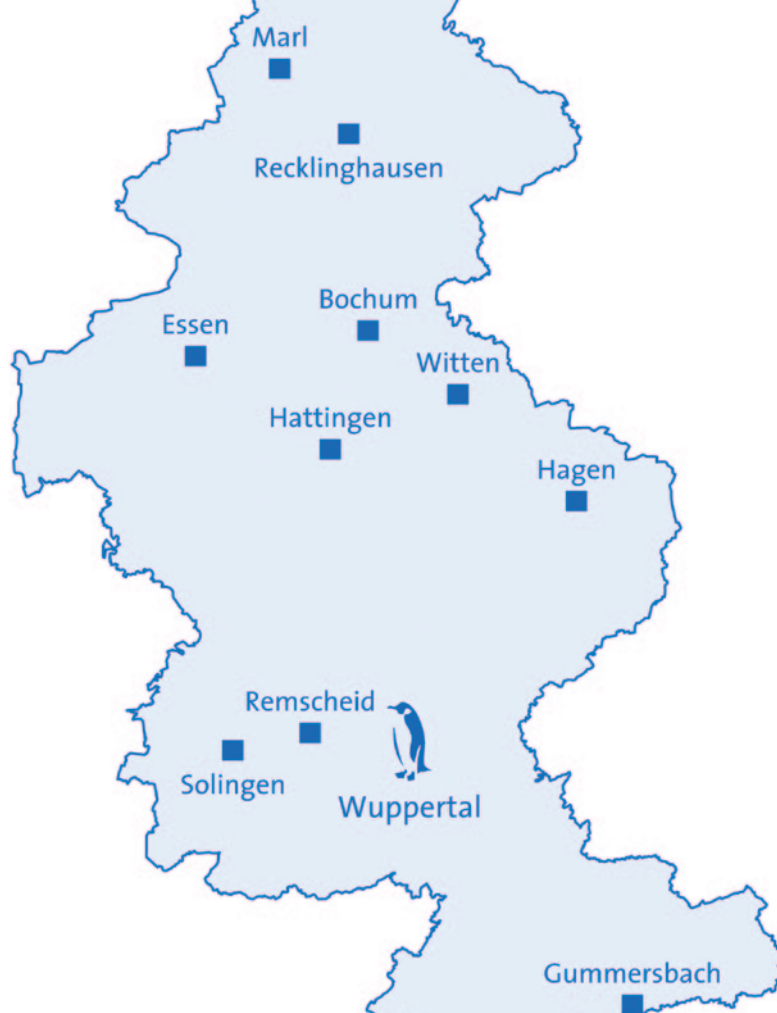 Marl
Recklinghausen
Bochum
Essen
Witten
Hattingen
Hagen
Remscheid
Solingen
Wuppertal
Gummersbach